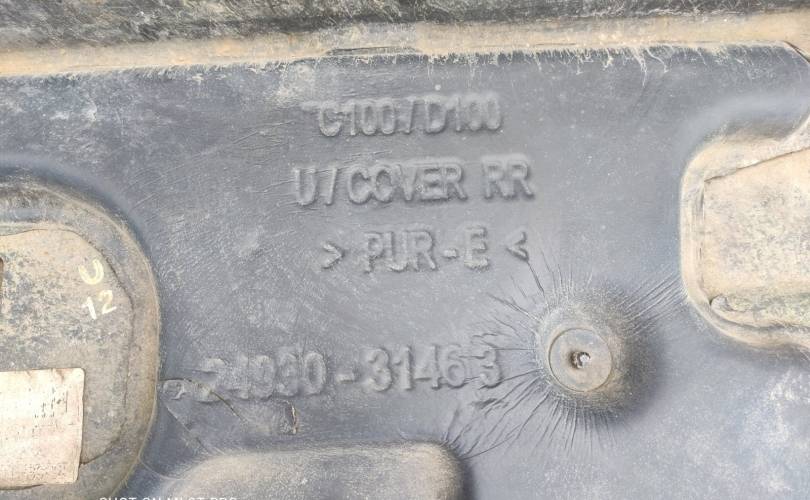 C100/D100
U/COVER RR
> PUR-E <
24930-31463
U
12